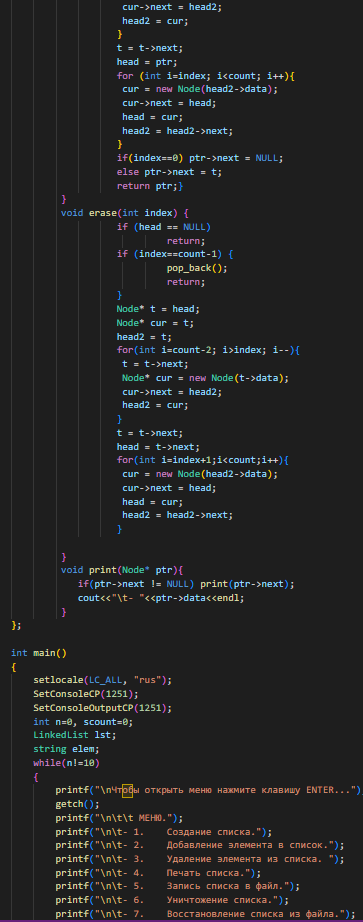 cur->next = head2;
head2 = cur;
}
t = t->next;
head = ptr;
for (int i=index; i<count; i++){
cur = new Node(head2->data);
cur->next = head;
head = cur;
head2 = head2->next;
}
if(index==0) ptr->next = NULL;
else ptr->next = t;
return ptr;}
}
void erase(int index) {
if (head == NULL)
return;
if (index==count-1) {
pop_back();
return;
}
Node* t = head;
Node* cur = t;
head2 = t;
for(int i=count-2; i>index; i--){
t = t->next;
Node* cur = new Node(t->data);
cur->next = head2;
head2 = cur;
}
t = t->next;
head = t->next;
for(int i=index+1;i<count;i++){
cur = new Node(head2->data);
cur->next = head;
head = cur;
head2 = head2->next;
}
}
void print(Node* ptr){
if(ptr->next != NULL) print(ptr->next);
cout<<"\t- "<<ptr->data<<endl;
}
};
int main()
{
setlocale(LC_ALL, "rus");
SetConsoleCP(1251);
SetConsoleOutputCP(1251);
int n=0, scount=0;
LinkedList lst;
string elem;
while(n!=10)
{
printf("\nЧтобы открыть меню нажмите клавишу ENTER...")
getch();
printf("\n\t\t МЕНЮ.");
printf("\n\t- 1. Создание списка.");
printf("\n\t- 2. Добавление элемента в список.");
printf("\n\t- 3. Удаление элемента из списка. ");
printf("\n\t- 4. Печать списка.");
printf("\n\t- 5. Запись списка в файл.");
printf("\n\t- 6. Уничтожение списка.");
printf("\n\t- 7. Восстановление списка из файла.");